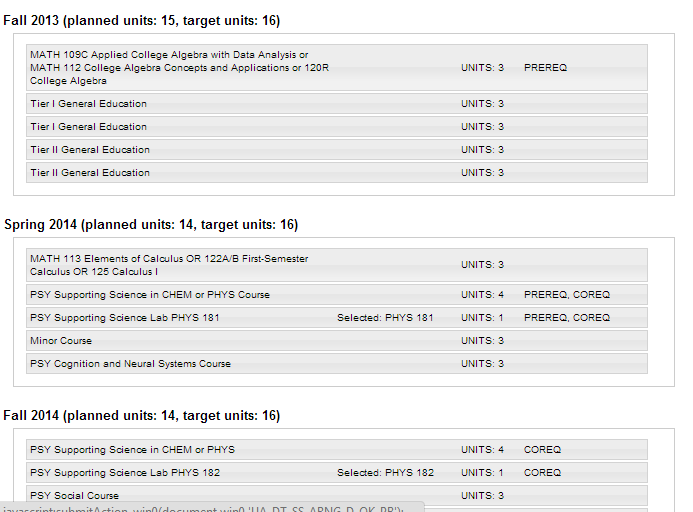 Fall 2013 (planned units: 15, target units: 16)
MATH 109C Applied College Algebra with Data Analysis or
MATH 112 College Algebra Concepts and Applications or 120R UNITS: 3 PREREQ
College Algebra
Tier I General Education UNITS: 3
Tier I General Education UNITS: 3
Tier II General Education UNITS: 3
Tier II General Education UNITS: 3
Spring 2014 (planned units: 14, target units: 16)
MATH 113 Elements of Calculus OR 122A/B First-Semester
Calculus OR 125 Calculus I UNITS: 3
PSY Supporting Science in CHEM or PHYS Course UNITS: 4 PREREQ, COREQ
PSY Supporting Science Lab PHYS 181 Selected: PHYS 181 UNITS: 1 PREREQ, COREQ
Minor Course UNITS: 3
PSY Cognition and Neural Systems Course UNITS: 3
Fall 2014 (planned units: 14, target units: 16)
PSY Supporting Science in CHEM or PHYS UNITS: 4 COREQ
PSY Supporting Science Lab PHYS 182 Selected: PHYS 182 UNITS: 1 COREQ
PSY Social Course UNITS: 3